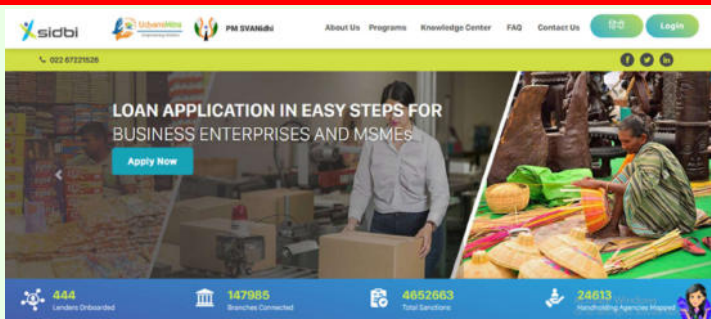 sidbi
UdyamiMitra
PM SVANidhi
About Us Programs Knowledge Center FAQ Contact Us हिंदी Login
022 67221526
LOAN APPLICATION IN EASY STEPS FOR
BUSINESS ENTERPRISES AND MSMEs
Apply Now
444
Lenders Onboarded
147985
Branches Connected
4652663
Total Sanctions
24613
Handholding Agencies Mapped